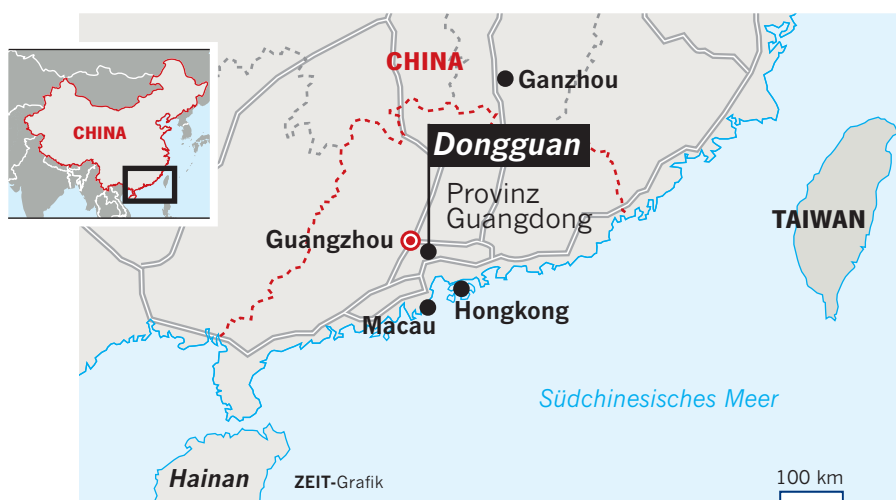 CHINA
CHINA
Ganzhou
Dongguan
Provinz
Guangdong
Guangzhou
TAIWAN
Hongkong
Macau
Südchinesisches Meer
Hainan
ZEIT-Grafik
100 km